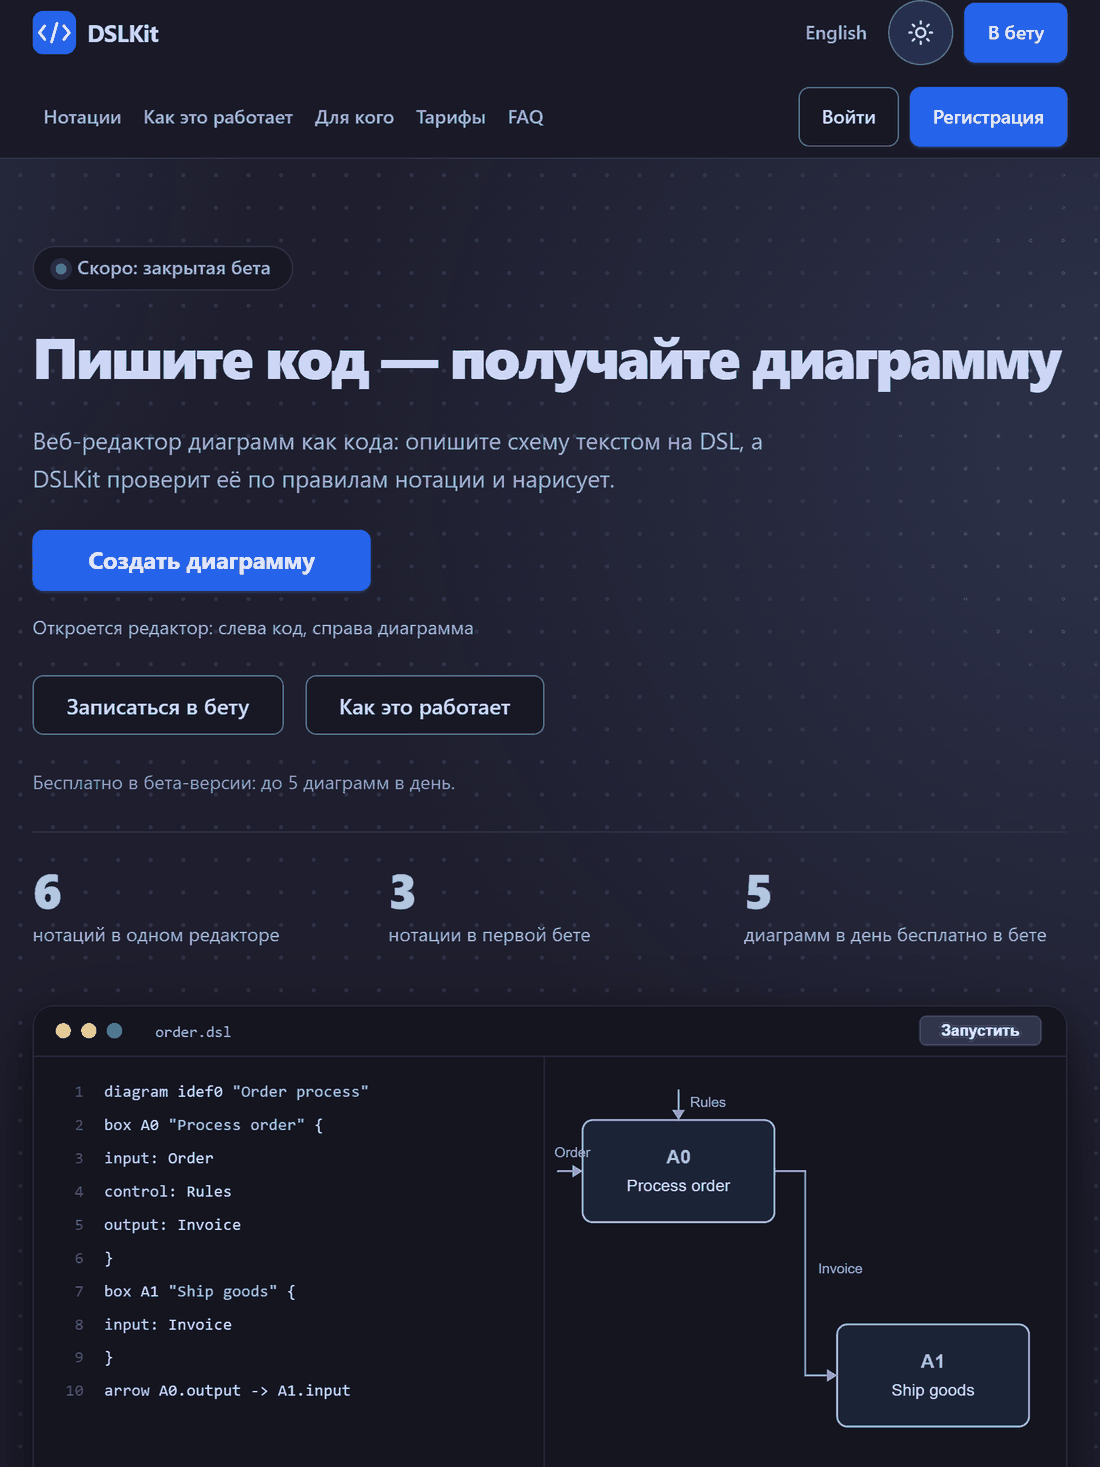 DSLKit
English
В бету
Нотации
Как это работает
Для кого
Тарифы
FAQ
Войти
Регистрация
Скоро: закрытая бета
Пишите код — получайте диаграмму
Веб-редактор диаграмм как кода: опишите схему текстом на DSL, а
DSLKit проверит её по правилам нотации и нарисует.
Создать диаграмму
Откроется редактор: слева код, справа диаграмма
Записаться в бету
Как это работает
Бесплатно в бета-версии: до 5 диаграмм в день.
6
нотаций в одном редакторе
3
нотации в первой бете
5
диаграмм в день бесплатно в бете
order.dsl
Запустить
1 diagram idef0 "Order process"
2 box A0 "Process order" {
3 input: Order
4 control: Rules
5 output: Invoice
6 }
7 box A1 "Ship goods" {
8 input: Invoice
9 }
10 arrow A0.output -> A1.input
Rules
Order
A0
Process order
Invoice
A1
Ship goods